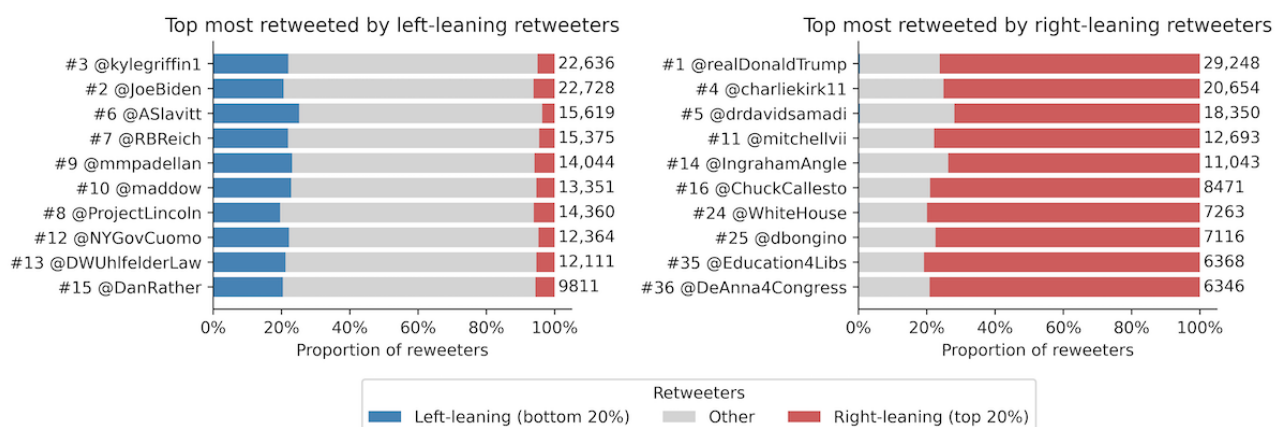 Top most retweeted by left-leaning retweeters
#3 @kylegriffin1 22,636
#2 @JoeBiden 22,728
#6 @ASlavitt 15,619
#7 @RBReich 15,375
#9 @mmpadellan 14,044
#10 @maddow 13,351
#8 @ProjectLincoln 14,360
#12 @NYGovCuomo 12,364
#13 @DWUhlfelderLaw 12,111
#15 @DanRather 9811
0% 20% 40% 60% 80% 100%
Proportion of reweeters
Top most retweeted by right-leaning retweeters
#1 @realDonaldTrump 29,248
#4 @charliekirk11 20,654
#5 @drdavidsamadi 18,350
#11 @mitchellvii 12,693
#14 @IngrahamAngle 11,043
#16 @ChuckCallesto 8471
#24 @WhiteHouse 7263
#25 @dbongino 7116
#35 @Education4Libs 6368
#36 @DeAnna4Congress 6346
0% 20% 40% 60% 80% 100%
Proportion of reweeters
Retweeters
Left-leaning (bottom 20%) Other Right-leaning (top 20%)